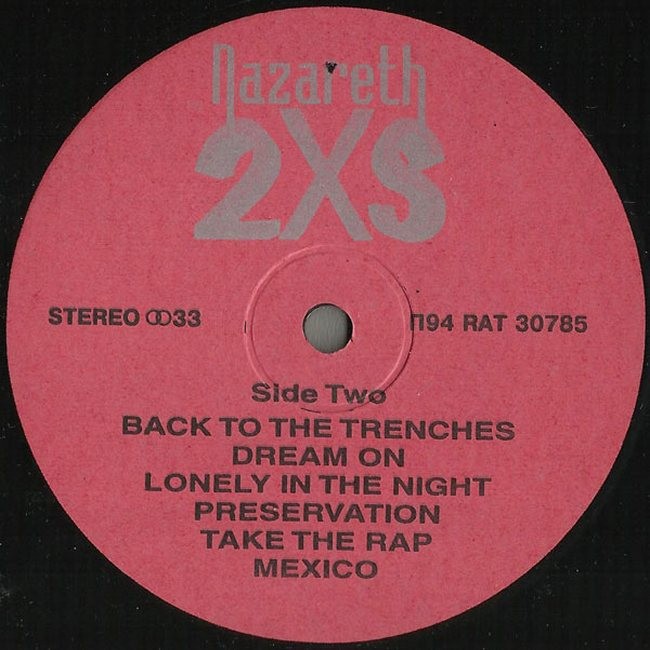 Nazareth
2XS
STEREO ꝏ 33
П94 RAT 30785
Side Two
BACK TO THE TRENCHES
DREAM ON
LONELY IN THE NIGHT
PRESERVATION
TAKE THE RAP
MEXICO